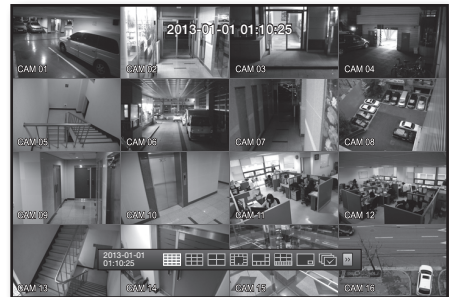 2013-01-01 01:10:25
CAM 01
CAM 02
CAM 03
CAM 04
CAM 05
CAM 06
CAM 07
CAM 08
CAM 09
CAM 10
CAM 11
CAM 12
2013-01-01
01:10:25
CAM 13
CAM 14
CAM 15
CAM 16